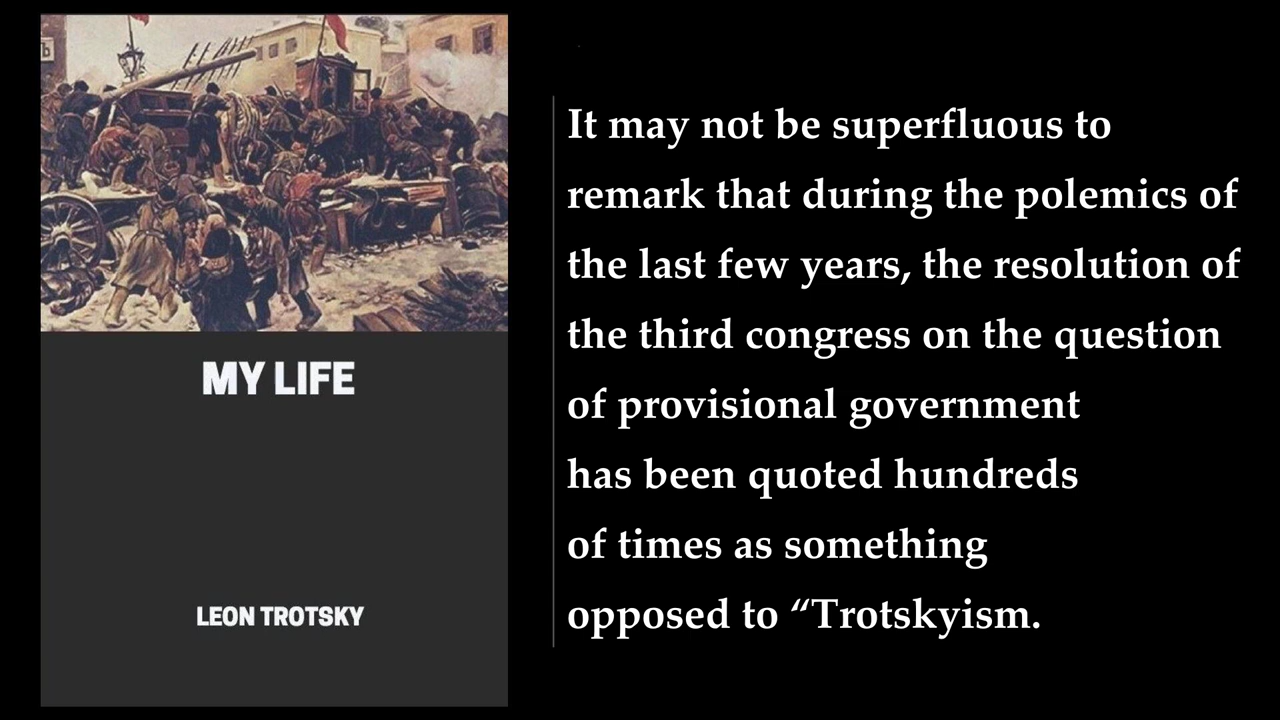 MY LIFE
LEON TROTSKY
It may not be superfluous to
remark that during the polemics of
the last few years, the resolution of
the third congress on the question
of provisional government
has been quoted hundreds
of times as something
opposed to “Trotskyism.